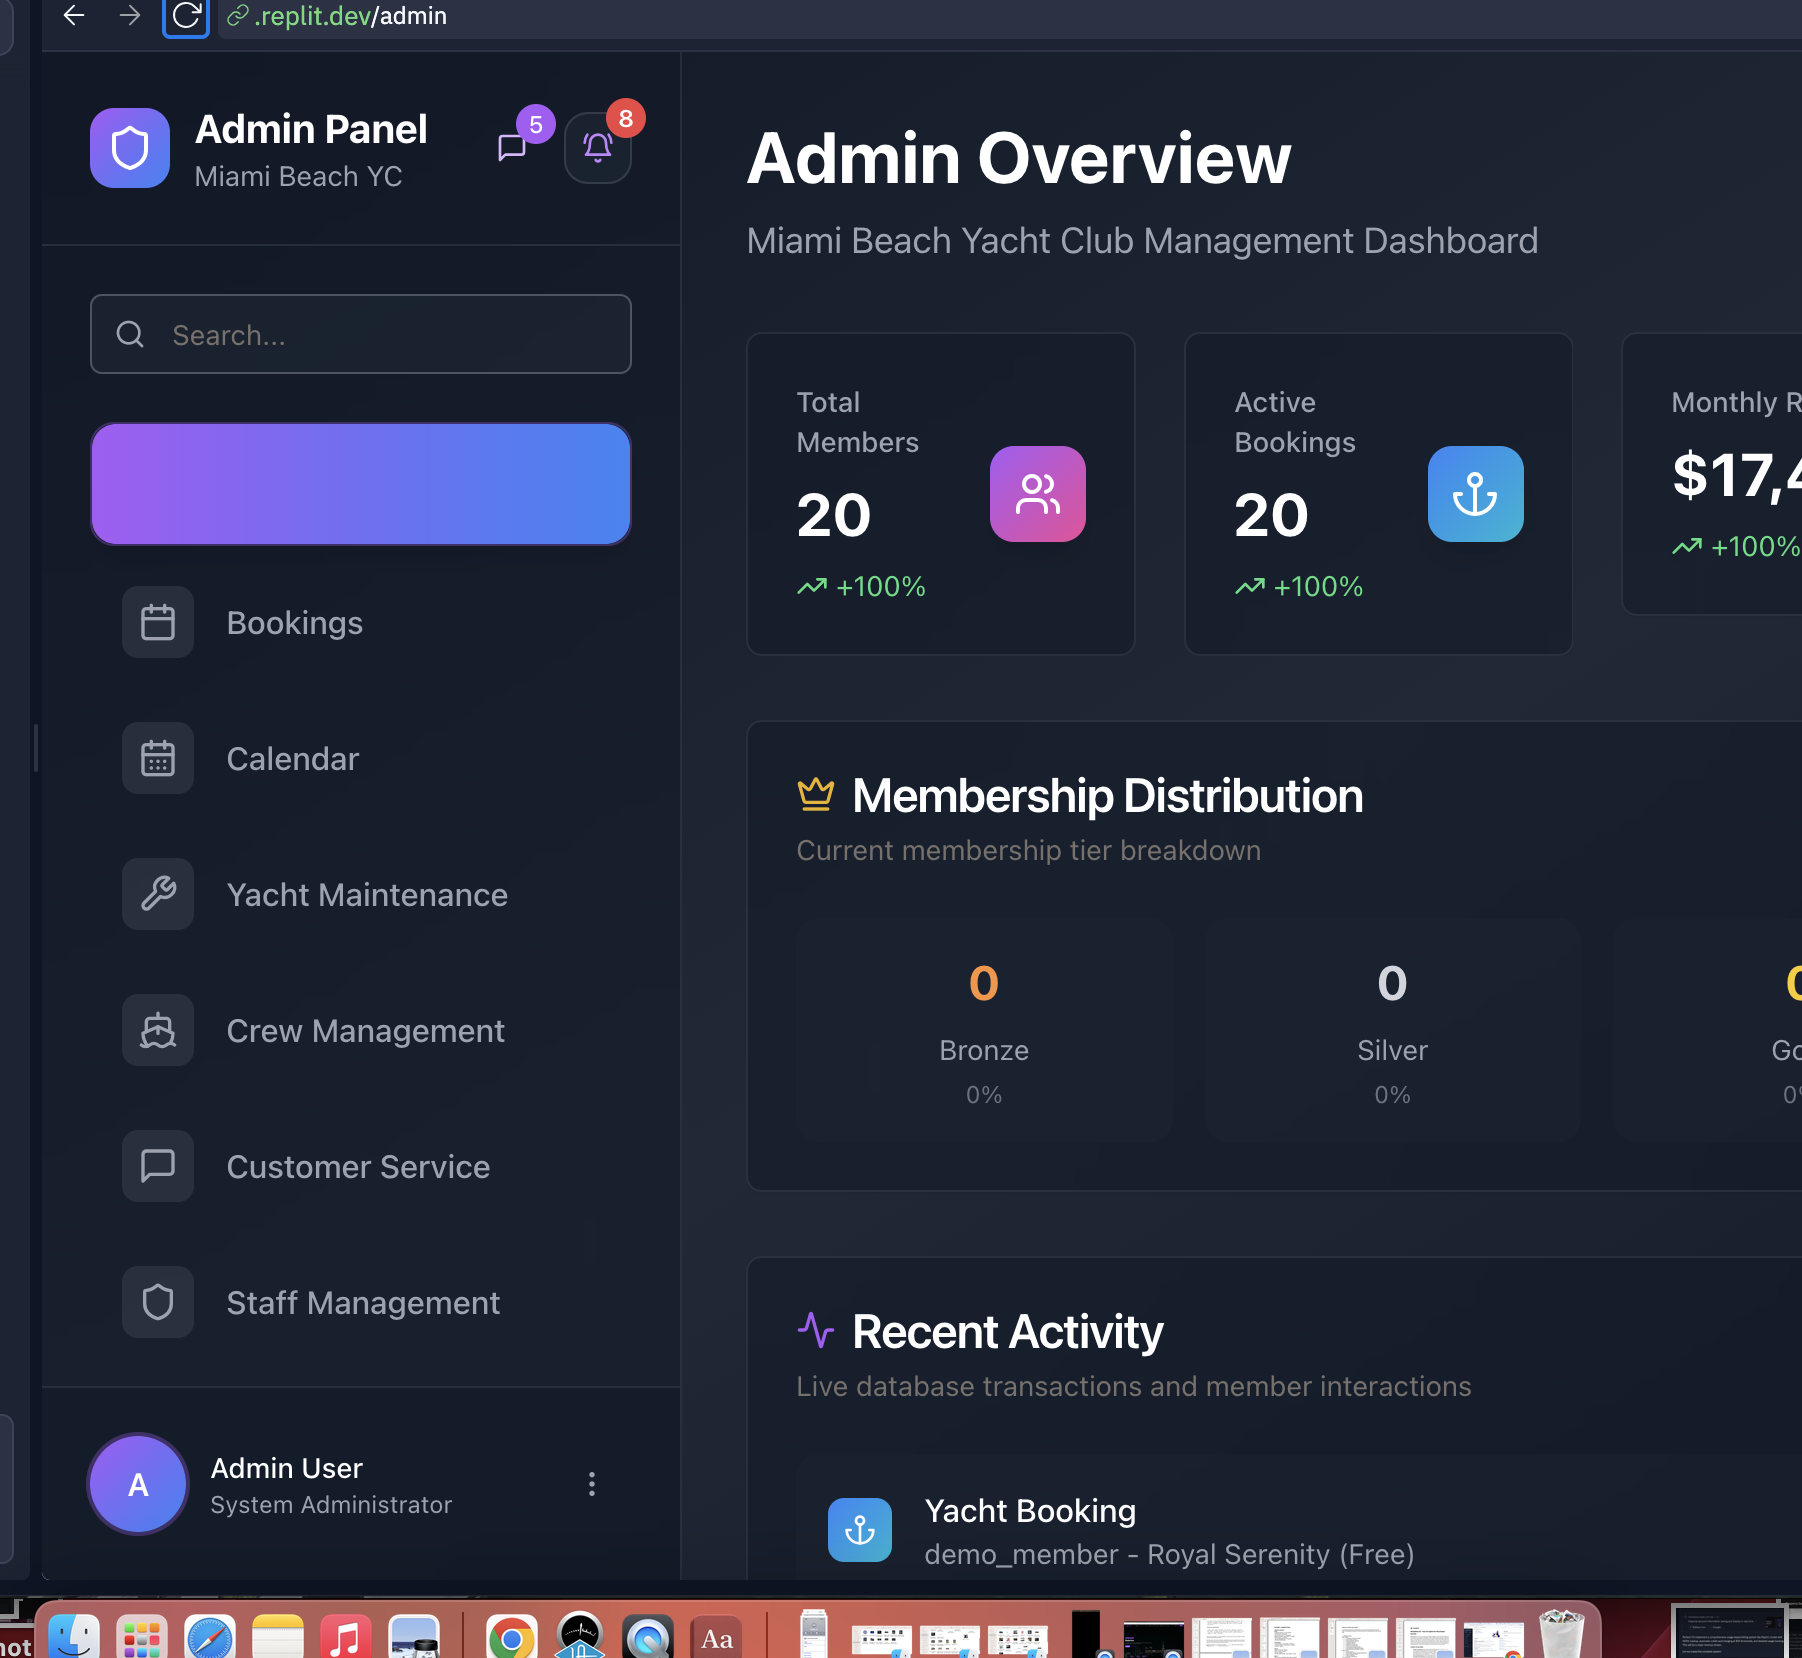 .replit.dev/admin
Admin Panel
Miami Beach YC
5
8
Search...
Bookings
Calendar
Yacht Maintenance
Crew Management
Customer Service
Staff Management
A
Admin User
System Administrator
Admin Overview
Miami Beach Yacht Club Management Dashboard
Total
Members
20
+100%
Active
Bookings
20
+100%
Monthly R
$17,4
+100%
Membership Distribution
Current membership tier breakdown
0
Bronze
0%
0
Silver
0%
0
Go
0%
Recent Activity
Live database transactions and member interactions
Yacht Booking
demo_member - Royal Serenity (Free)
not
Aa